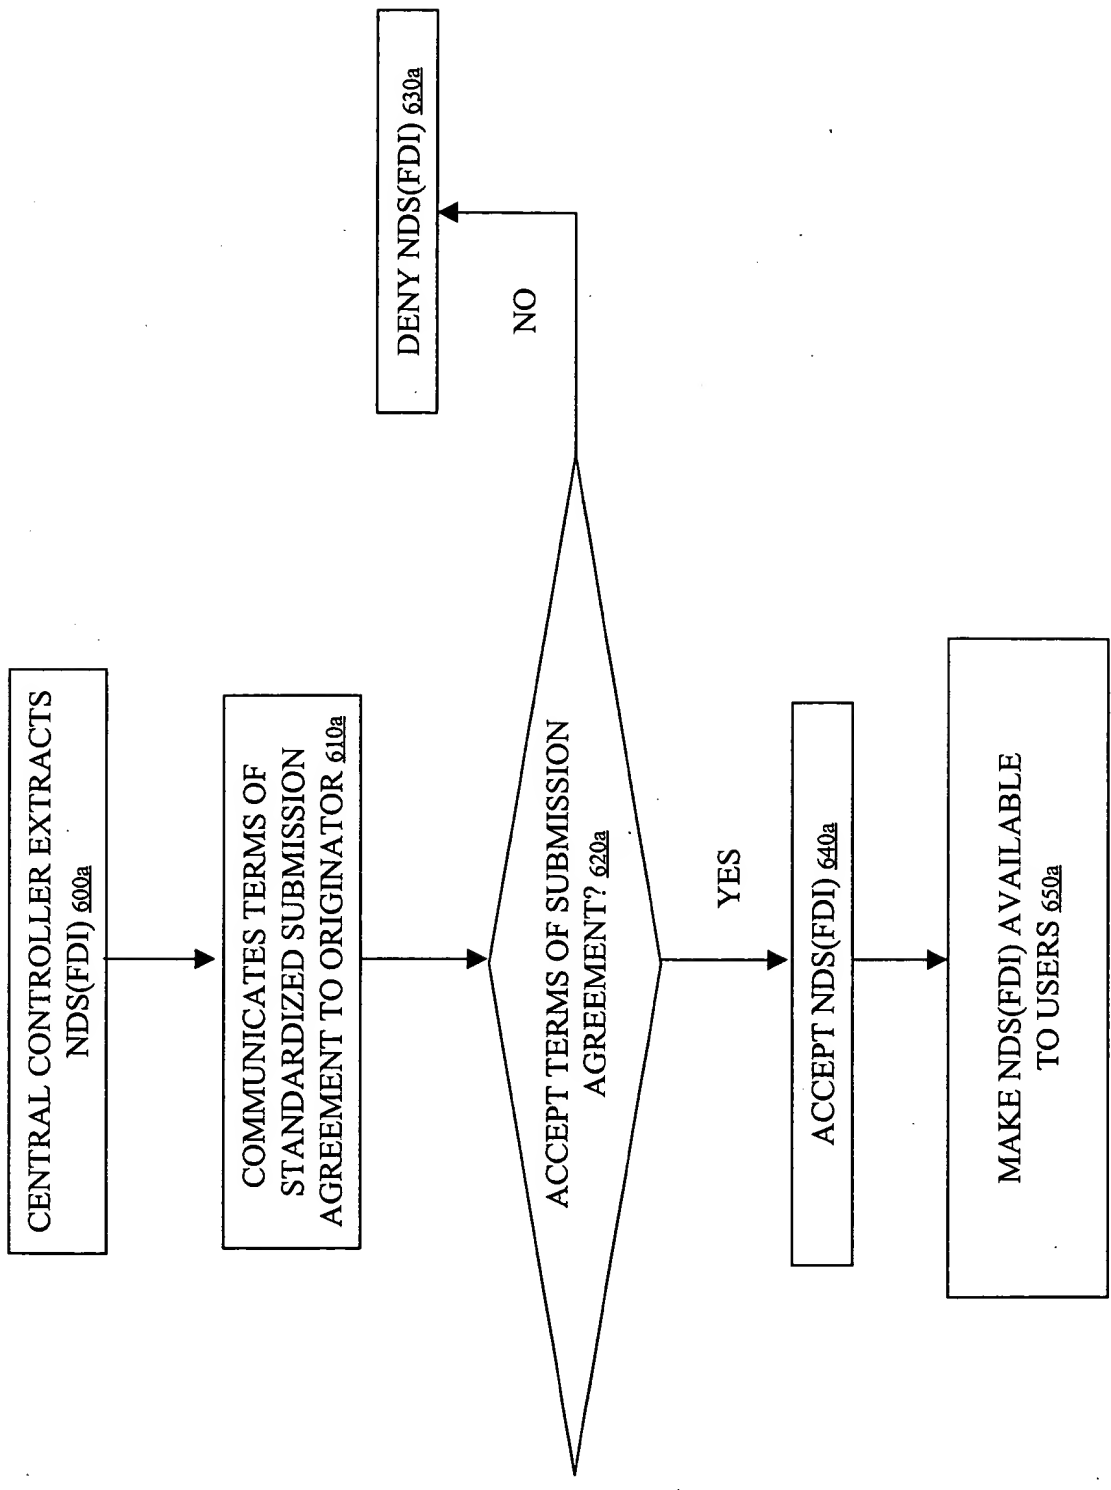 CENTRAL CONTROLLER EXTRACTS
NDS(FDI) 600a
COMMUNICATES TERMS OF
STANDARDIZED SUBMISSION
AGREEMENT TO ORIGINATOR 610a
ACCEPT TERMS OF SUBMISSION
AGREEMENT? 620a
NO
DENY NDS(FDI) 630a
YES
ACCEPT NDS(FDI) 640a
MAKE NDS(FDI) AVAILABLE
TO USERS 650a